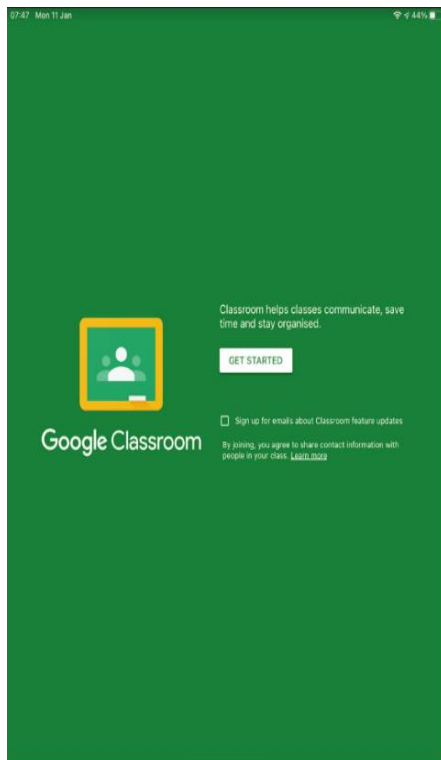 07:47 Mon 11 Jan
44%
Classroom helps classes communicate, save
time and stay organised.
GET STARTED
Google Classroom
Sign up for emails about Classroom feature updates
By joining, you agree to share contact information with
people in your class. Learn more